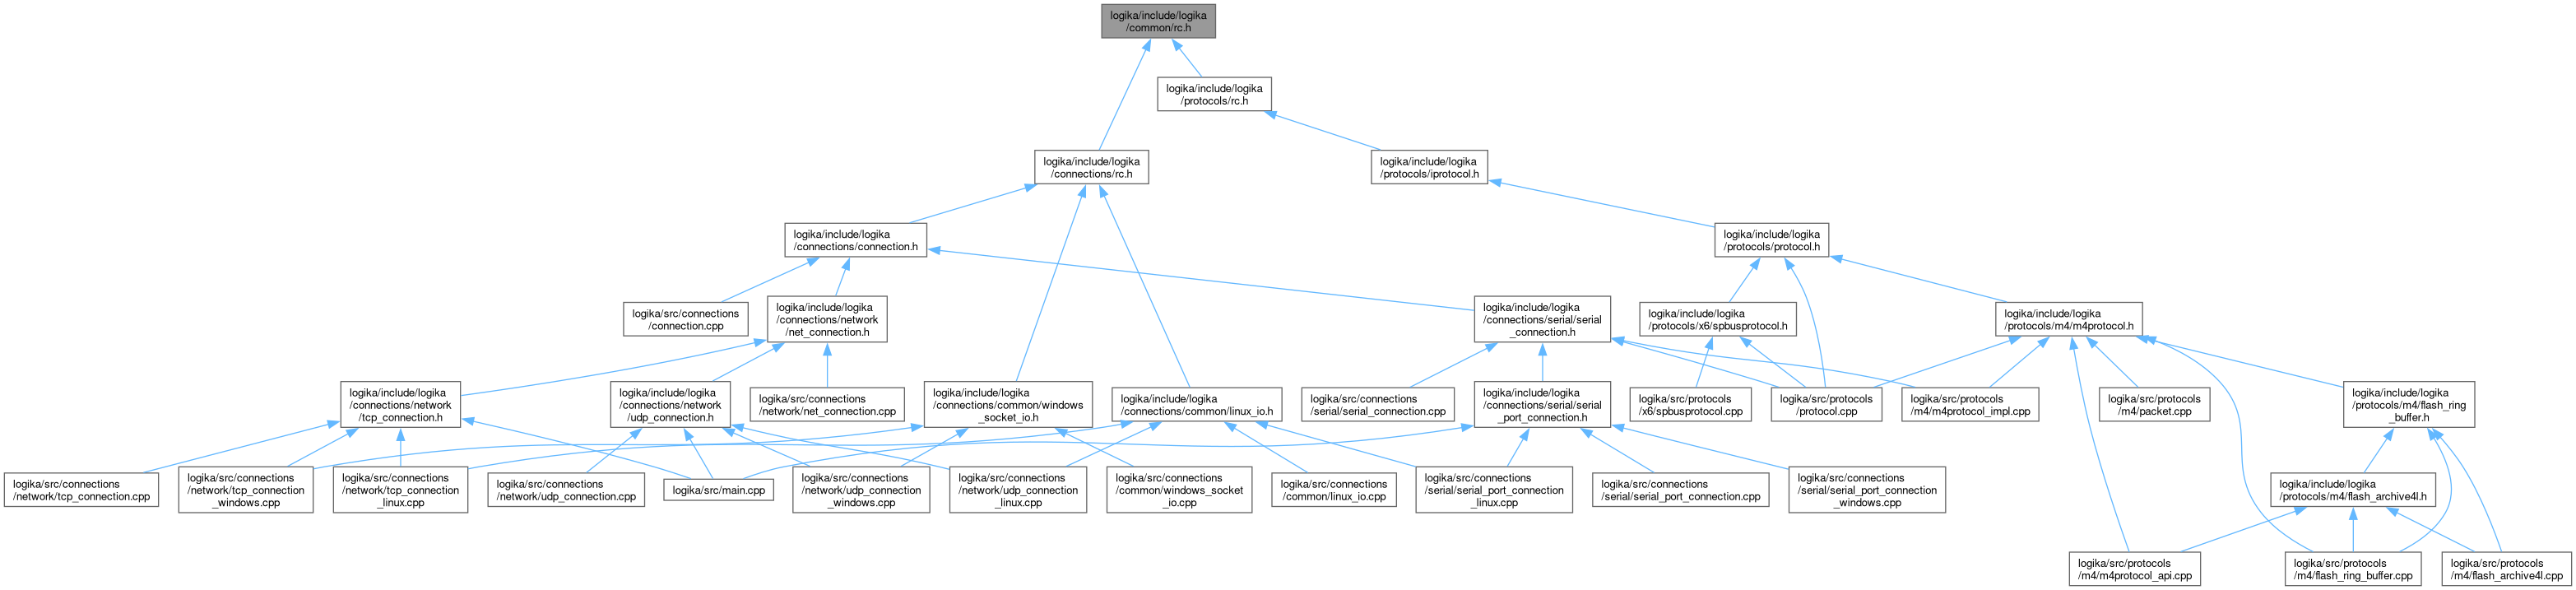 logika/include/logika
/common/rc.h
logika/include/logika
/protocols/rc.h
logika/include/logika
/connections/rc.h
logika/include/logika
/protocols/iprotocol.h
logika/include/logika
/connections/connection.h
logika/include/logika
/protocols/protocol.h
logika/src/connections
/connection.cpp
logika/include/logika
/connections/network
/net_connection.h
logika/include/logika
/connections/serial/serial
_connection.h
logika/include/logika
/protocols/x6/spbusprotocol.h
logika/include/logika
/protocols/m4/m4protocol.h
logika/include/logika
/connections/network
/tcp_connection.h
logika/include/logika
/connections/network
/udp_connection.h
logika/src/connections
/network/net_connection.cpp
logika/include/logika
/connections/common/windows
_socket_io.h
logika/include/logika
/connections/common/linux_io.h
logika/src/connections
/serial/serial_connection.cpp
logika/include/logika
/connections/serial/serial
_port_connection.h
logika/src/protocols
/x6/spbusprotocol.cpp
logika/src/protocols
/protocol.cpp
logika/src/protocols
/m4/m4protocol_impl.cpp
logika/src/protocols
/m4/packet.cpp
logika/include/logika
/protocols/m4/flash_ring
_buffer.h
logika/src/connections
/network/tcp_connection.cpp
logika/src/connections
/network/tcp_connection
_windows.cpp
logika/src/connections
/network/tcp_connection
_linux.cpp
logika/src/connections
/network/udp_connection.cpp
logika/src/main.cpp
logika/src/connections
/network/udp_connection
_windows.cpp
logika/src/connections
/network/udp_connection
_linux.cpp
logika/src/connections
/common/windows_socket
_io.cpp
logika/src/connections
/common/linux_io.cpp
logika/src/connections
/serial/serial_port_connection
_linux.cpp
logika/src/connections
/serial/serial_port_connection.cpp
logika/src/connections
/serial/serial_port_connection
_windows.cpp
logika/include/logika
/protocols/m4/flash_archive4l.h
logika/src/protocols
/m4/m4protocol_api.cpp
logika/src/protocols
/m4/flash_ring_buffer.cpp
logika/src/protocols
/m4/flash_archive4l.cpp